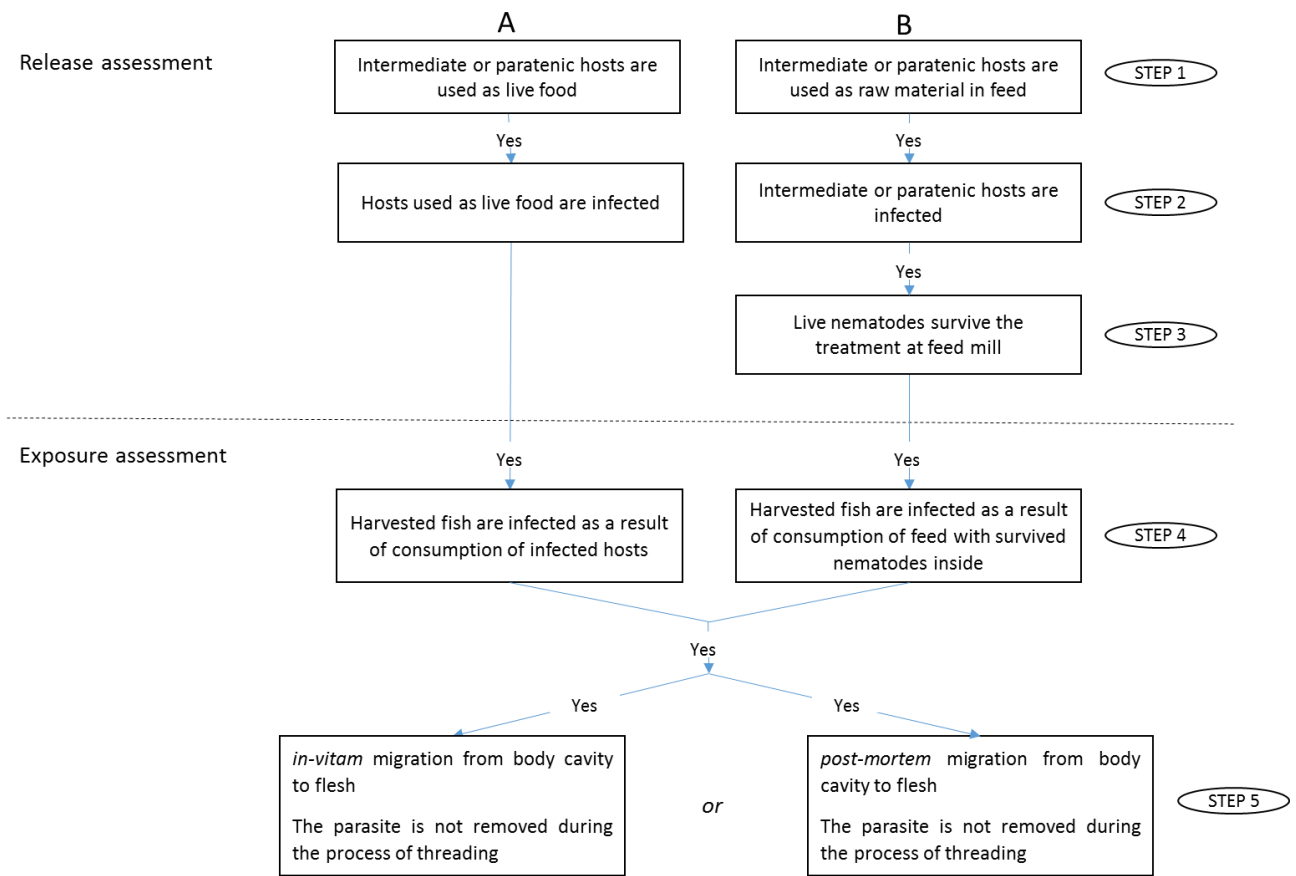 A
B
Release assessment
Intermediate or paratenic hosts are
used as live food
Intermediate or paratenic hosts are
used as raw material in feed
STEP 1
Yes
Yes
Hosts used as live food are infected
Intermediate or paratenic hosts are
infected
STEP 2
Yes
Live nematodes survive the
treatment at feed mill
STEP 3
Exposure assessment
Yes
Yes
Harvested fish are infected as a result
of consumption of infected hosts
Harvested fish are infected as a result
of consumption of feed with survived
nematodes inside
STEP 4
Yes
Yes
Yes
in-vitam migration from body cavity
to flesh
The parasite is not removed during
the process of threading
or
post-mortem migration from body
cavity to flesh
The parasite is not removed during
the process of threading
STEP 5